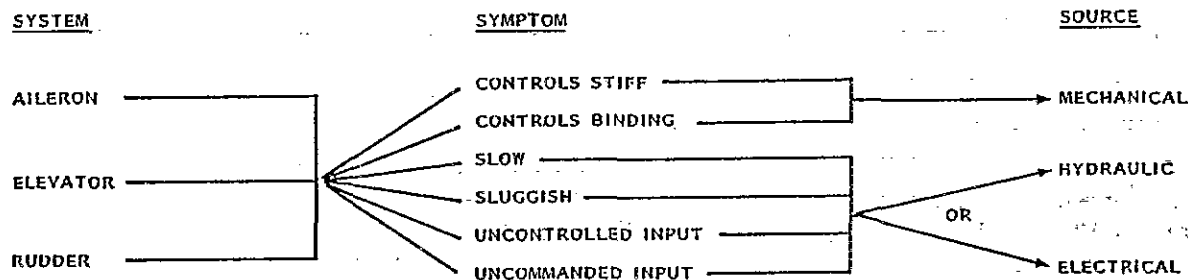 SYSTEM SYMPTOM SOURCE
CONTROLS STIFF
AILERON MECHANICAL
CONTROLS BINDING
SLOW HYDRAULIC
ELEVATOR
SLUGGISH
OR
UNCONTROLLED INPUT
RUDDER ELECTRICAL
UNCOMMANDED INPUT